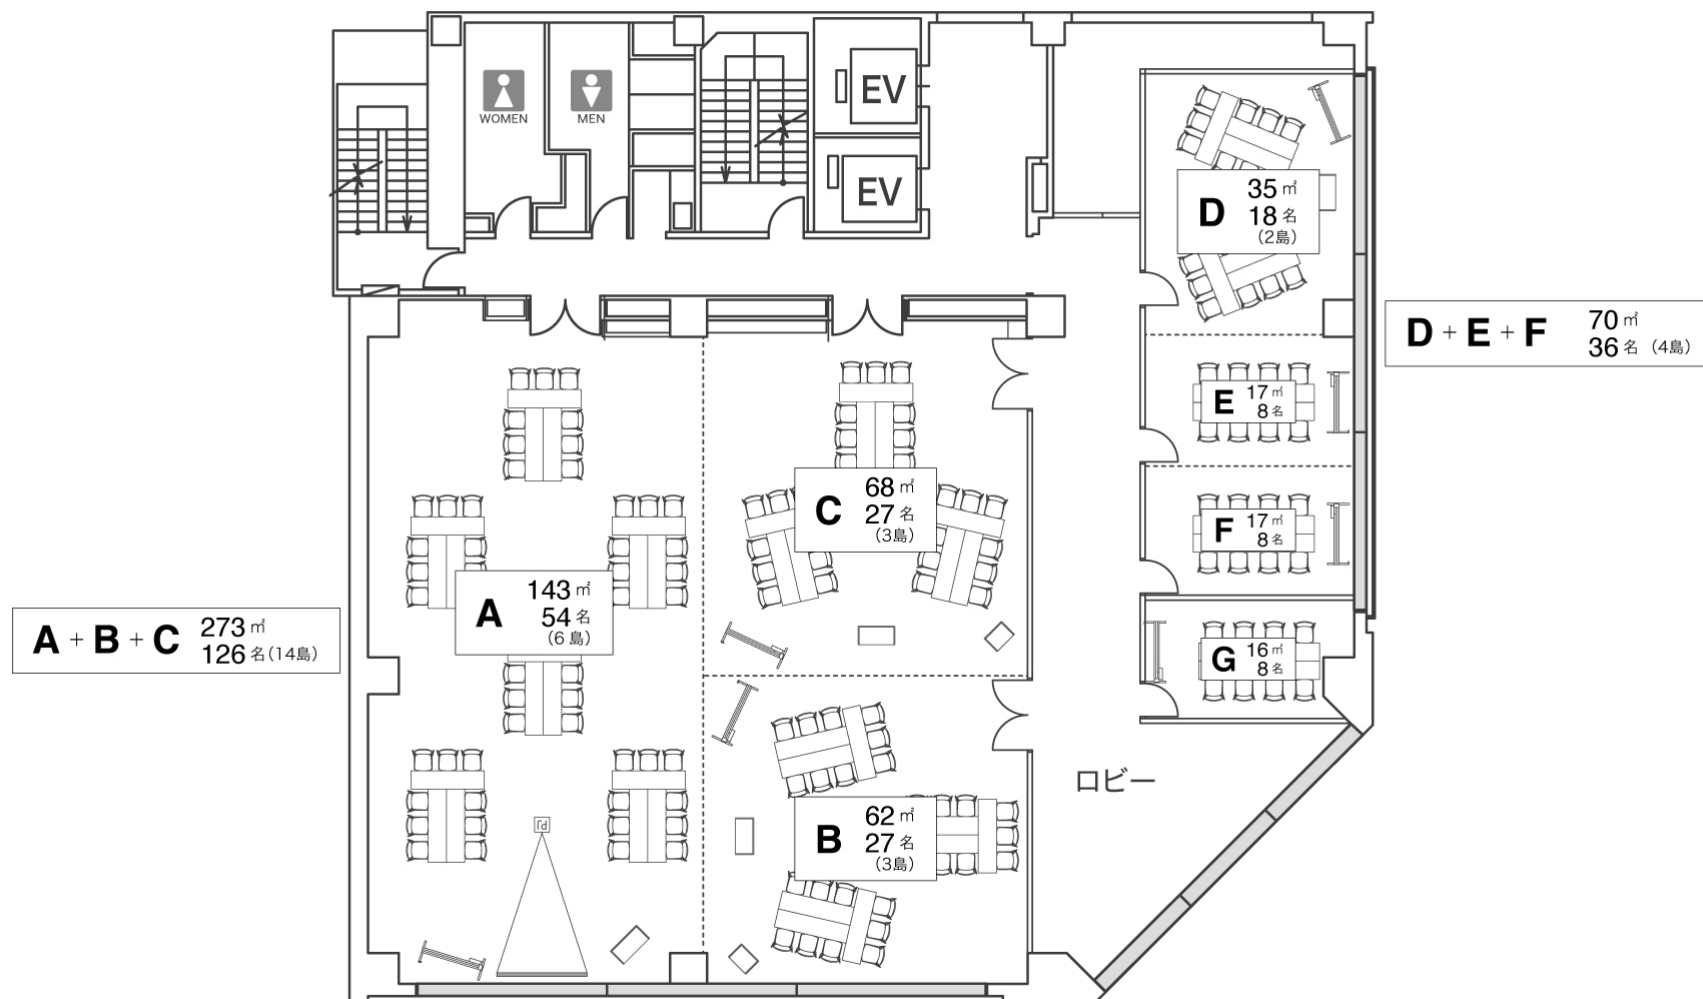 WOMEN
MEN
EV
EV
D 35㎡
18名
(2島)
D + E + F 70㎡
36名 (4島)
E 17㎡
8名
C 68㎡
27名
(3島)
F 17㎡
8名
A 143㎡
54名
(6島)
A + B + C 273㎡
126名(14島)
G 16㎡
8名
ロビー
B 62㎡
27名
(3島)
PJ